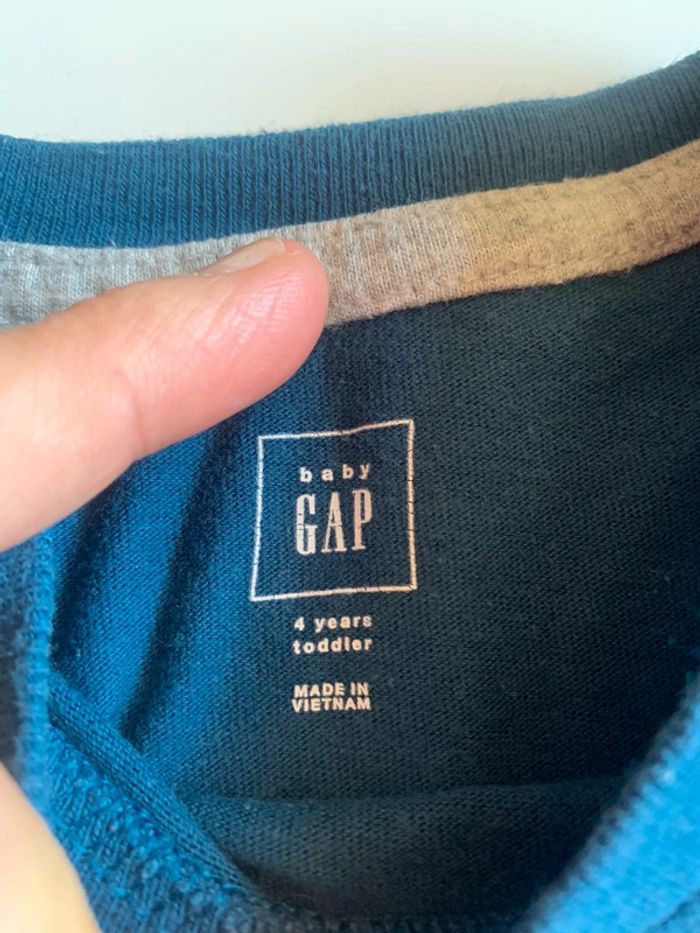 baby
GAP
4 years
toddler
MADE IN
VIETNAM